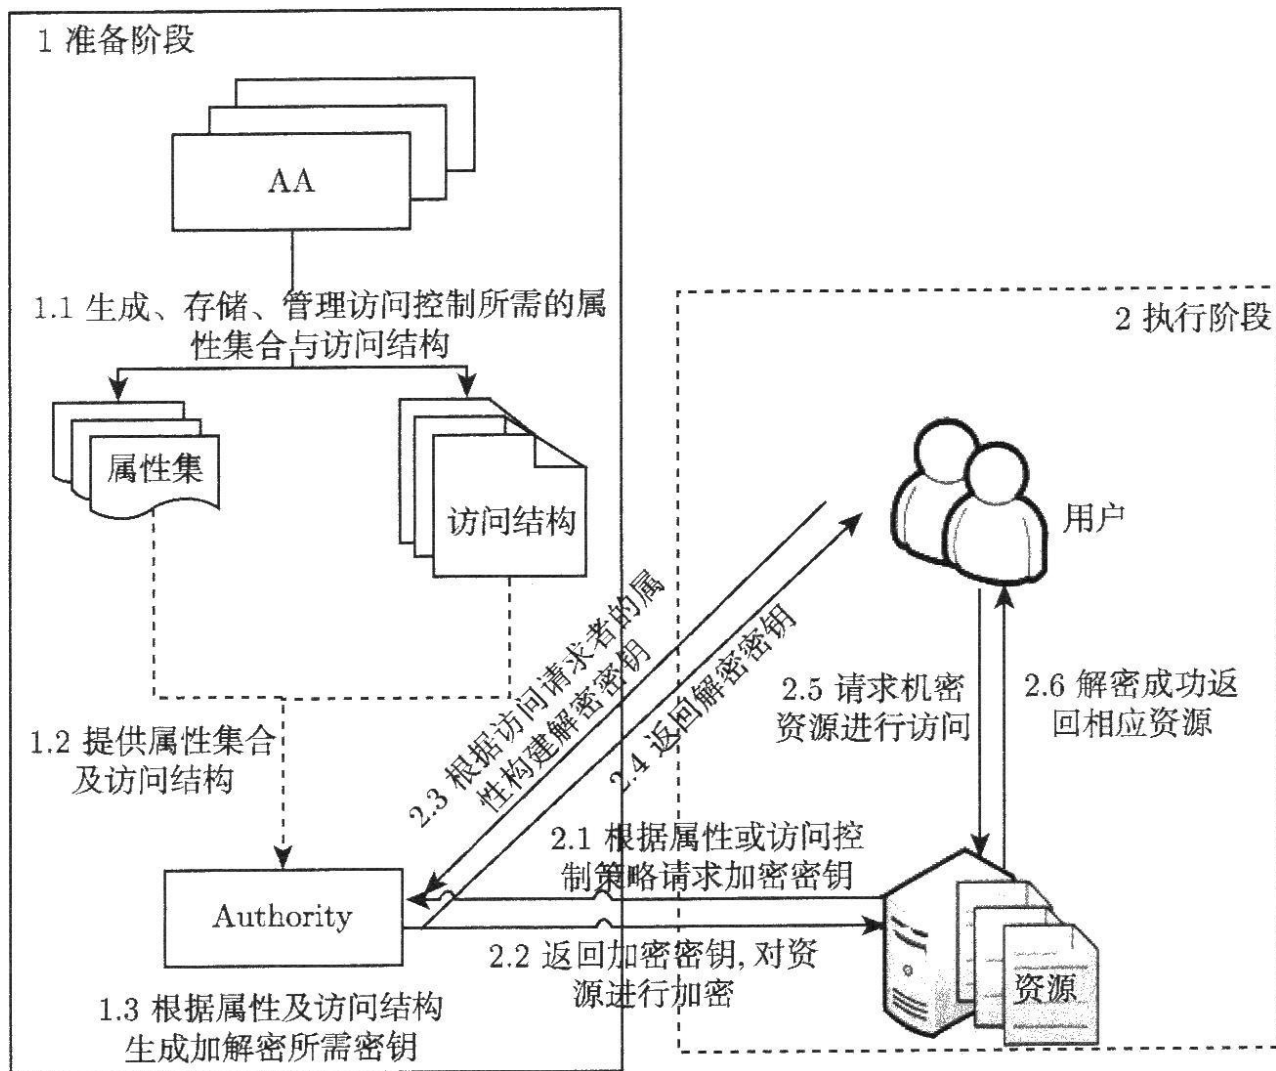 1 准备阶段
AA
1.1 生成、存储、管理访问控制所需的属
性集合与访问结构
属性集
访问结构
1.2 提供属性集合
及访问结构
Authority
1.3 根据属性及访问结构
生成加解密所需密钥
2 执行阶段
用户
2.3 根据访问请求者的属
性构建解密密钥
2.4 返回解密密钥
2.5 请求机密
资源进行访问
2.6 解密成功返
回相应资源
2.1 根据属性或访问控
制策略请求加密密钥
2.2 返回加密密钥, 对资
源进行加密
资源